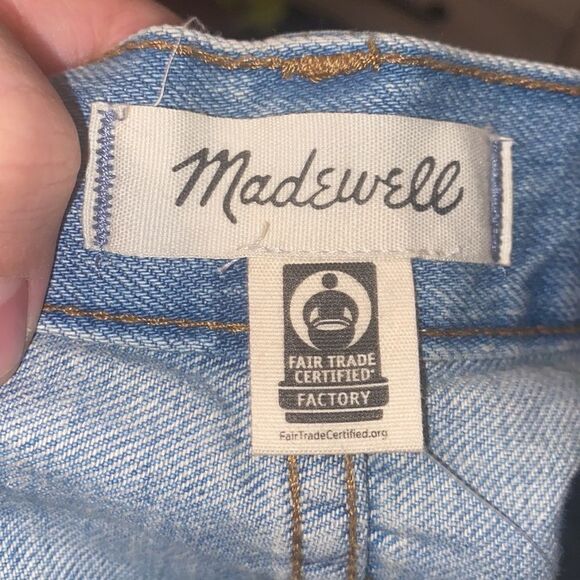 Madewell
FAIR TRADE
CERTIFIED
FACTORY
FairTradeCertified.org